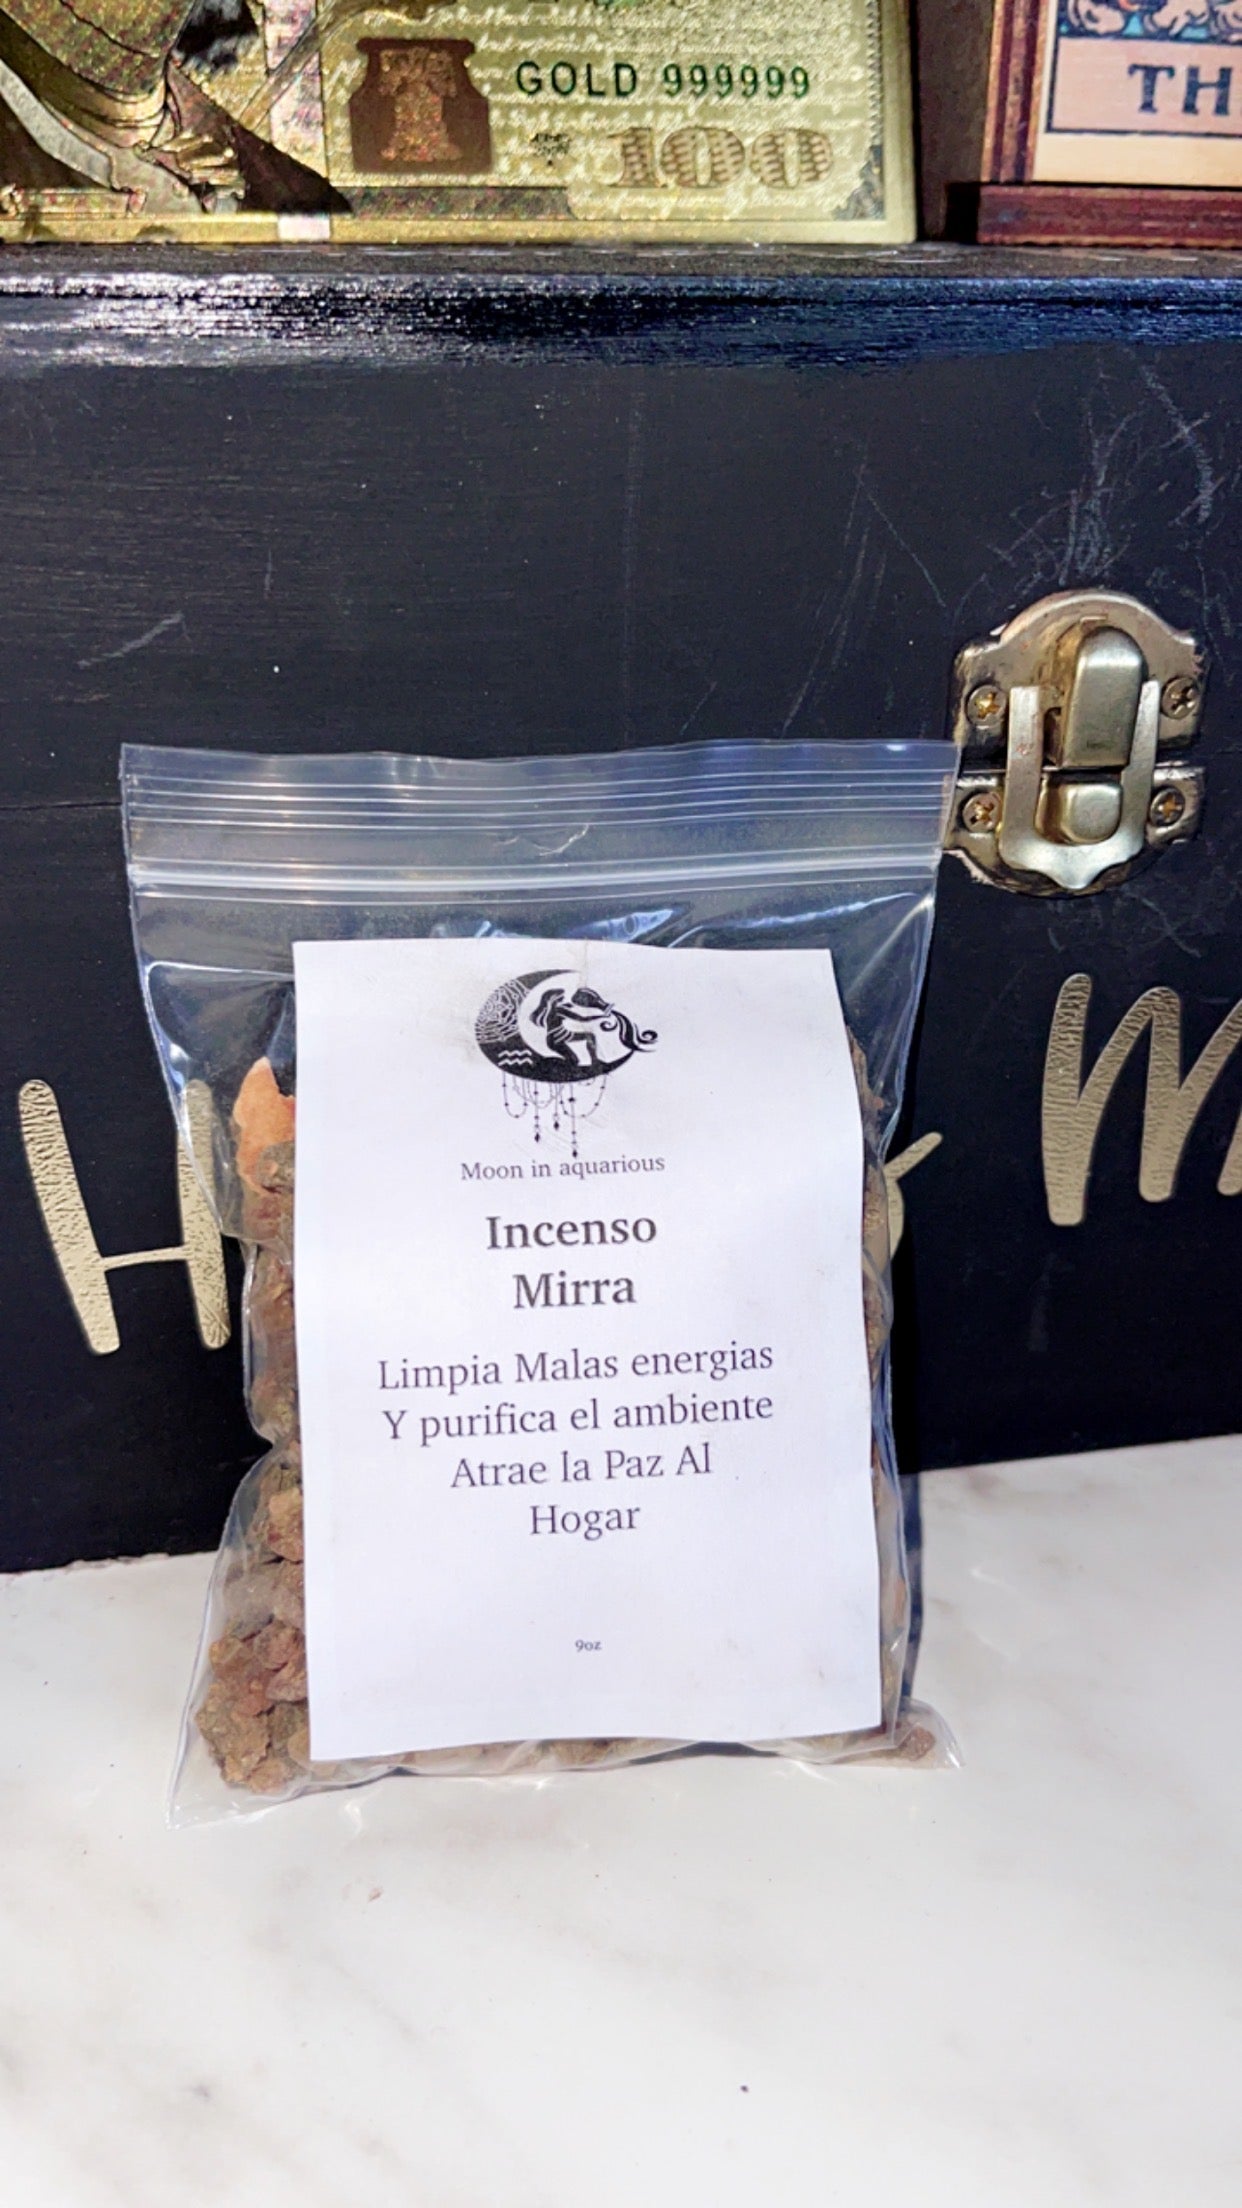 GOLD 999999
100
TH
H & M
Moon in aquarious
Incenso
Mirra
Limpia Malas energias
Y purifica el ambiente
Atrae la Paz Al
Hogar
9oz